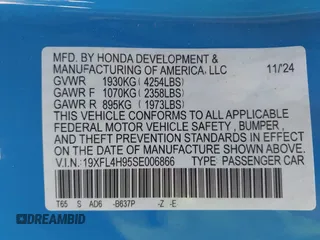 MFD. BY HONDA DEVELOPMENT &
MANUFACTURING OF AMERICA, LLC 11/24
GVWR 1930KG (4254LBS)
GAWR F 1070KG (2358LBS)
GAWR R 895KG (1973LBS)
THIS VEHICLE CONFORMS TO ALL APPLICABLE
FEDERAL MOTOR VEHICLE SAFETY , BUMPER ,
AND THEFT PREVENTION STANDARDS IN EFFECT
ON THE DATE OF MANUFACTURE SHOWN ABOVE.
V.I.N. 19XFL4H95SE006866 TYPE: PASSENGER CAR
T65 S AD6 -B637P -Z -E
DREAMBID